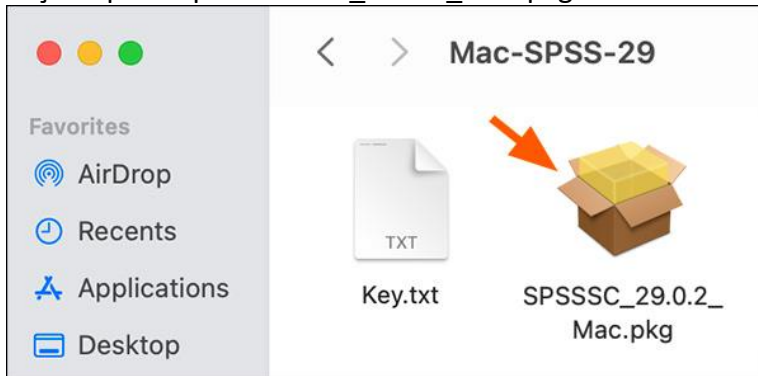 Mac-SPSS-29
Favorites
AirDrop
Recents
Applications
Desktop
TXT
Key.txt
SPSSSC_29.0.2_
Mac.pkg